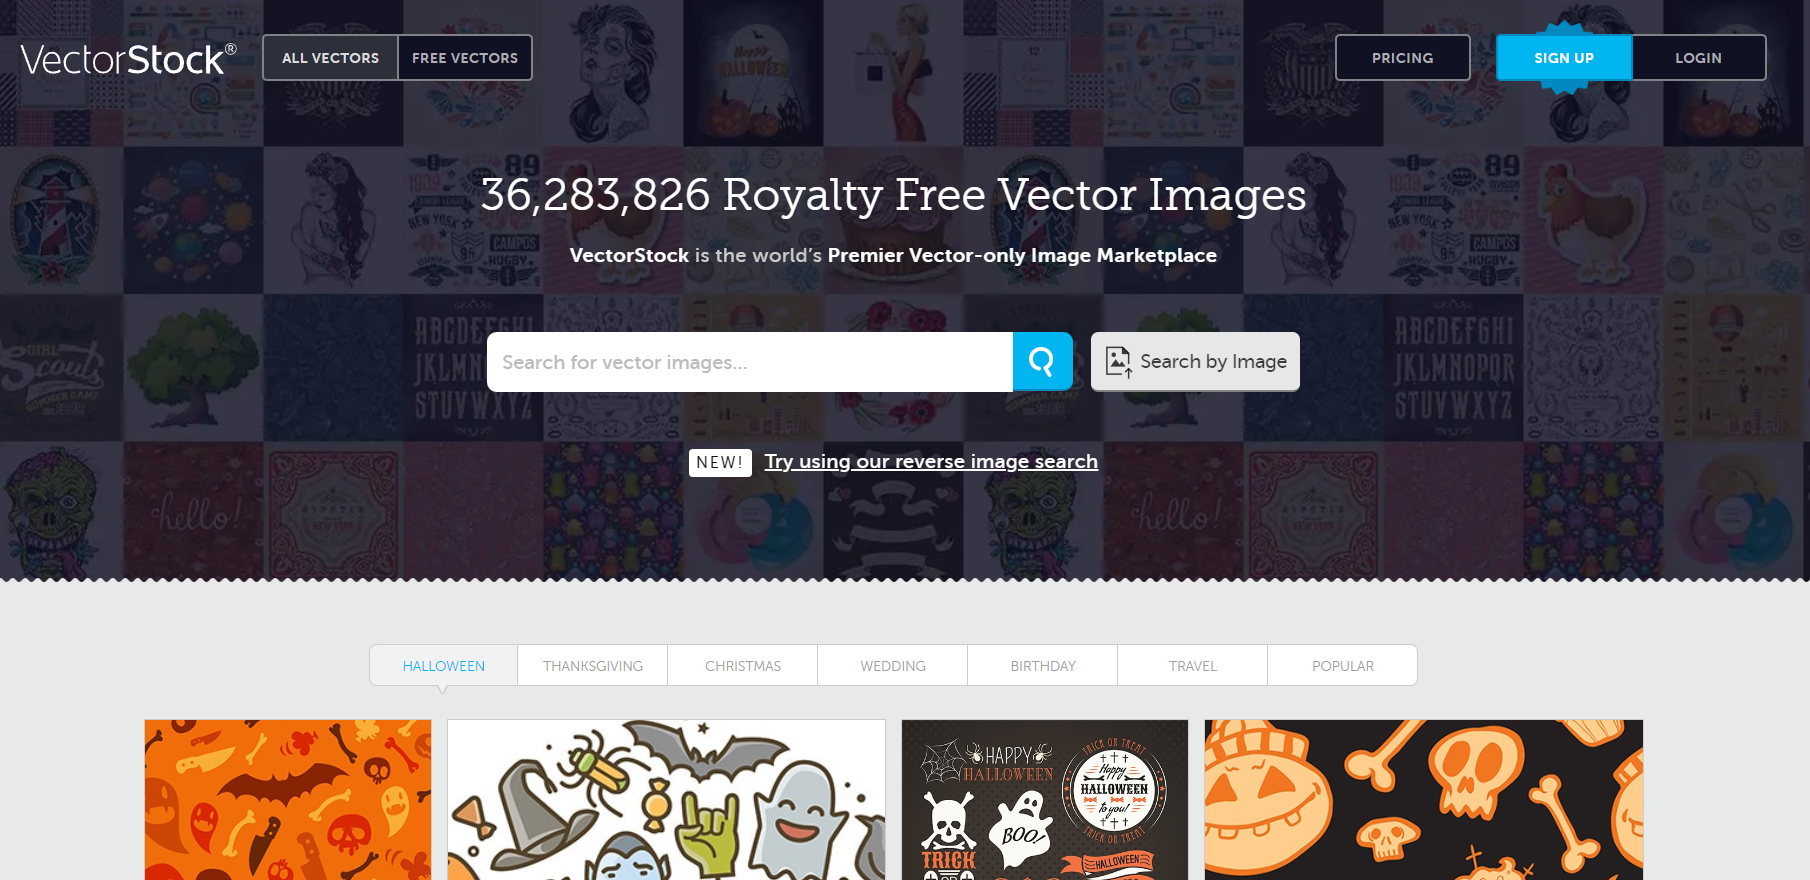 VectorStock®
ALL VECTORS
FREE VECTORS
PRICING
SIGN UP
LOGIN
36,283,826 Royalty Free Vector Images
VectorStock is the world’s Premier Vector-only Image Marketplace
Search for vector images...
Search by Image
NEW! Try using our reverse image search
HALLOWEEN
THANKSGIVING
CHRISTMAS
WEDDING
BIRTHDAY
TRAVEL
POPULAR
HAPPY
HALLOWEEN
TRICK OR TREAT
Happy
HALLOWEEN
to you!
TRICK OR TREAT
BOO!
TRICK
OR
HALLOWEEN